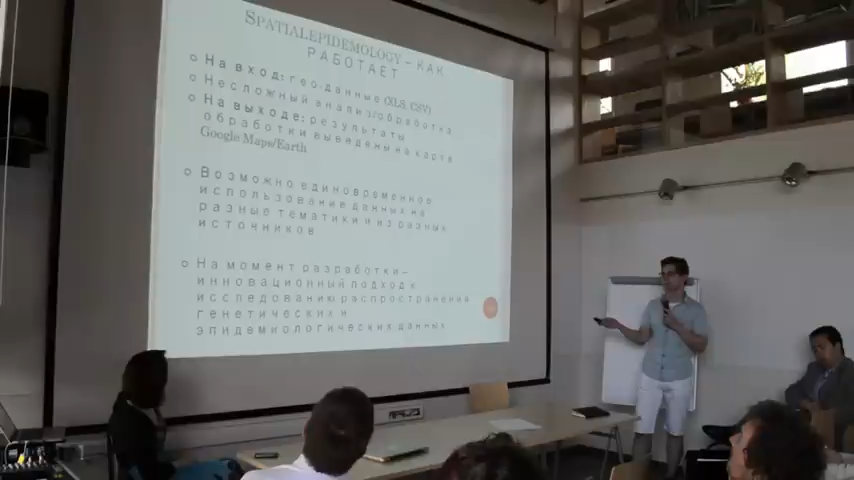 SPATIALEPIDEMOLOGY – КАК
РАБОТАЕТ
На вход: гео-данные (XLS, CSV)
Несложный анализ/обработка
На выходе: результаты
обработки выведены на карте
Google Maps/Earth
Возможно единовременное
использование данных на
разные тематики и из разных
источников
На момент разработки –
инновационный подход к
исследованию распространения
генетических и
эпидемиологических данных